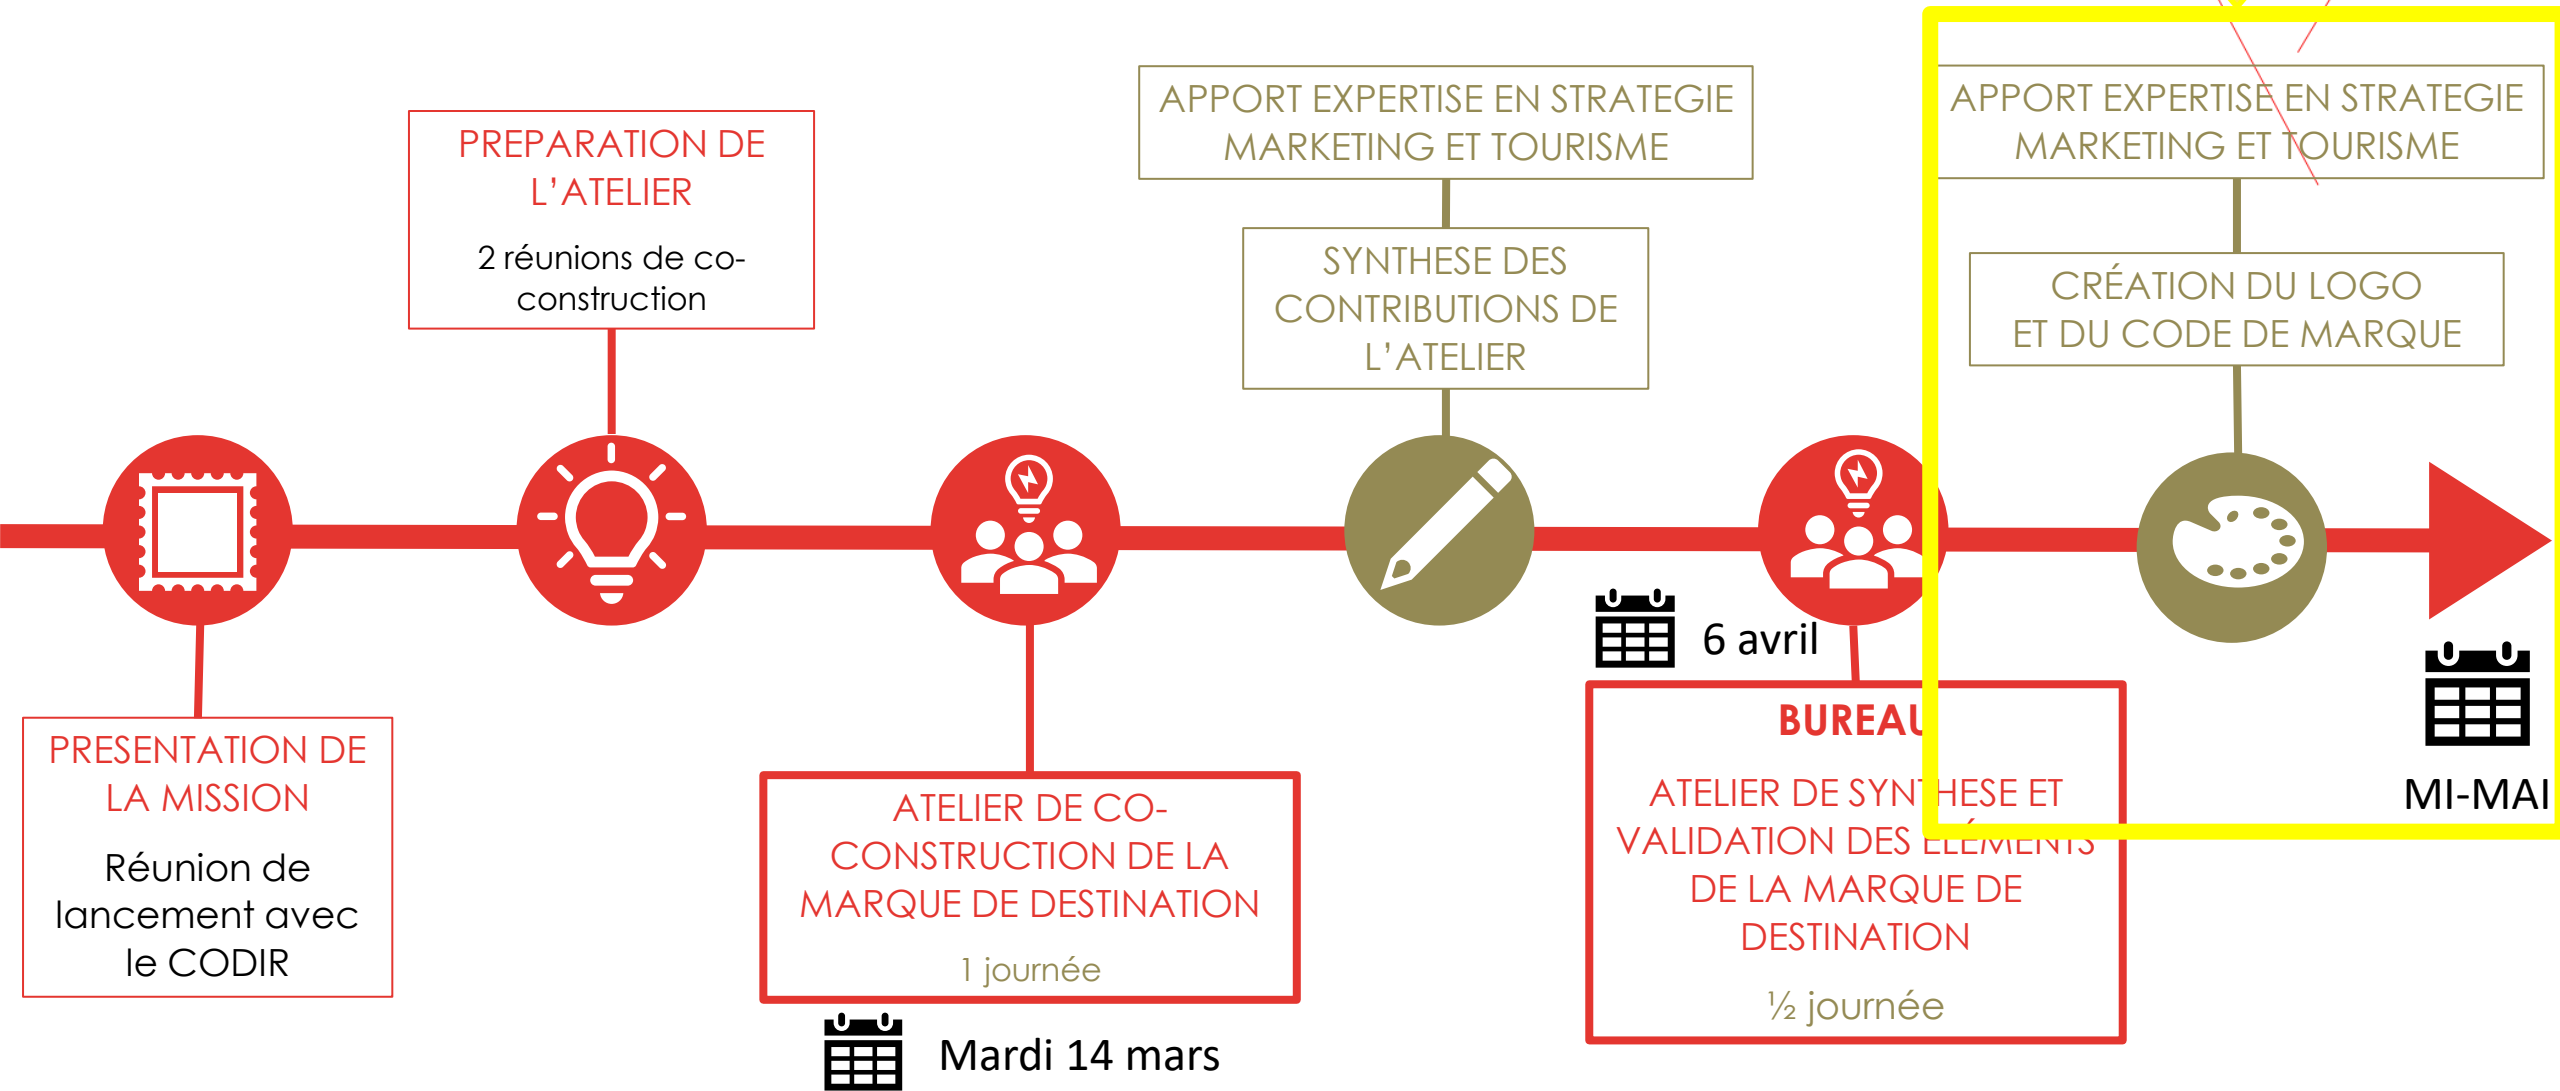 PRESENTATION DE
LA MISSION
Réunion de
lancement avec
le CODIR
PREPARATION DE
L’ATELIER
2 réunions de co-
construction
ATELIER DE CO-
CONSTRUCTION DE LA
MARQUE DE DESTINATION
1 journée
Mardi 14 mars
APPORT EXPERTISE EN STRATEGIE
MARKETING ET TOURISME
SYNTHESE DES
CONTRIBUTIONS DE
L’ATELIER
6 avril
BUREAU
ATELIER DE SYNTHESE ET
VALIDATION DES ELÉMENTS
DE LA MARQUE DE
DESTINATION
½ journée
APPORT EXPERTISE EN STRATEGIE
MARKETING ET TOURISME
CRÉATION DU LOGO
ET DU CODE DE MARQUE
MI-MAI